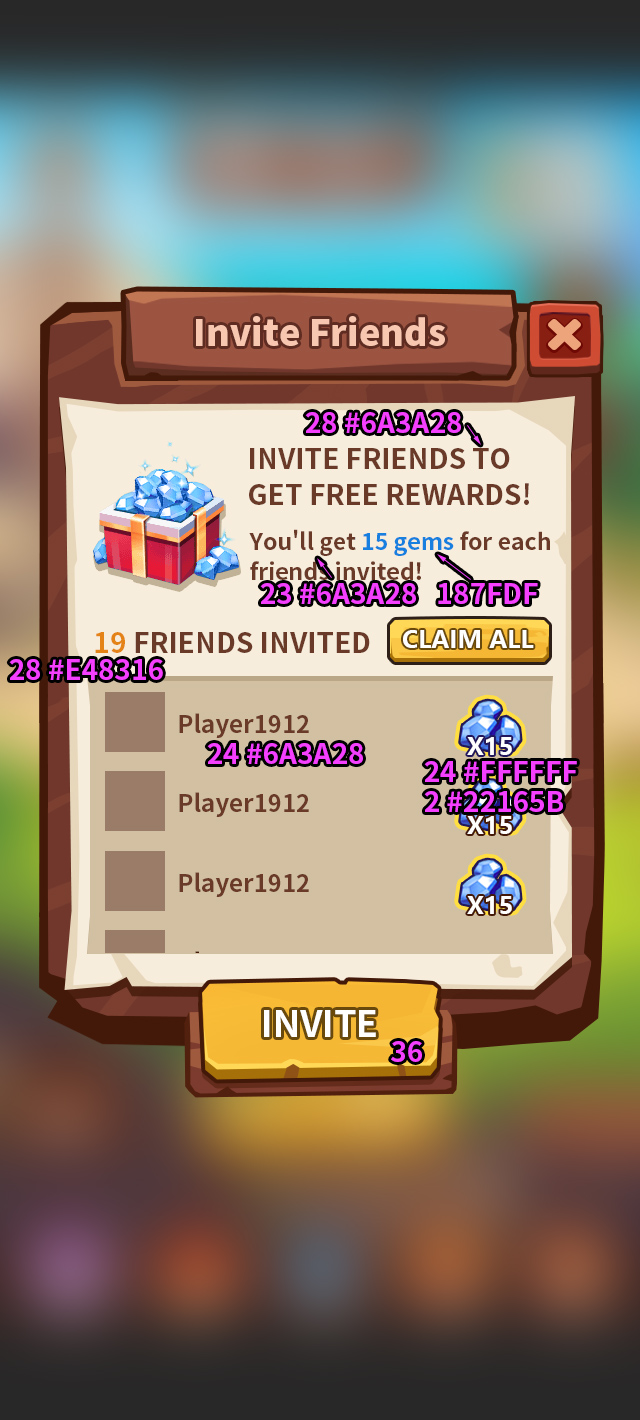 Invite Friends
28 #6A3A28
INVITE FRIENDS TO
GET FREE REWARDS!
You'll get 15 gems for each
friends invited!
23 #6A3A28 187FDF
19 FRIENDS INVITED
CLAIM ALL
28 #E48316
Player1912
X15
24 #6A3A28
24 #FFFFFF
2 #22165B
Player1912
X15
Player1912
X15
INVITE
36